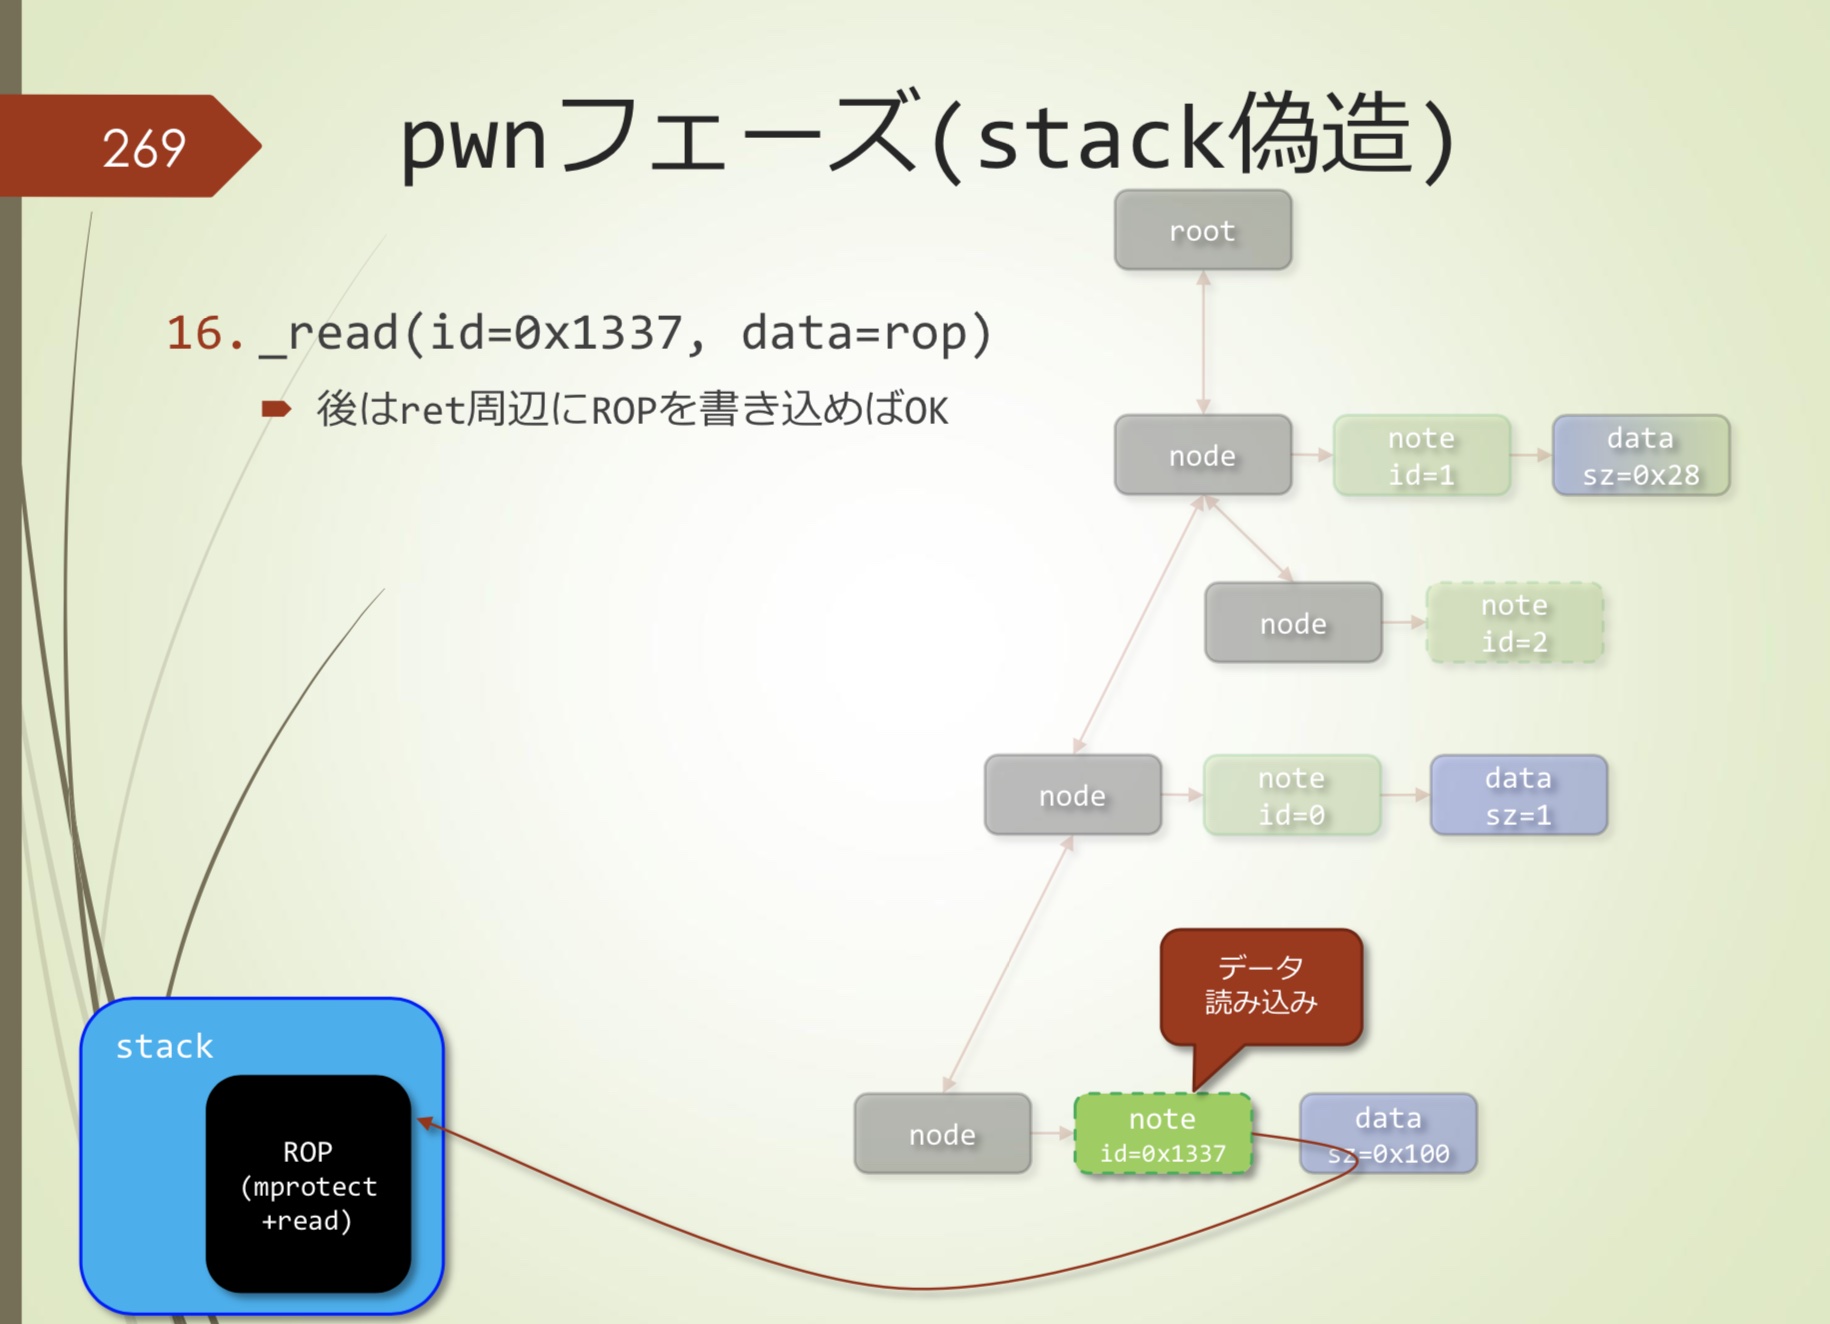 269
pwnフェーズ(stack偽造)
16._read(id=0x1337, data=rop)
後はret周辺にROPを書き込めばOK
root
node
note
id=1
data
sz=0x28
node
note
id=2
node
note
id=0
data
sz=1
データ
読み込み
node
note
id=0x1337
data
sz=0x100
stack
ROP
(mprotect
+read)